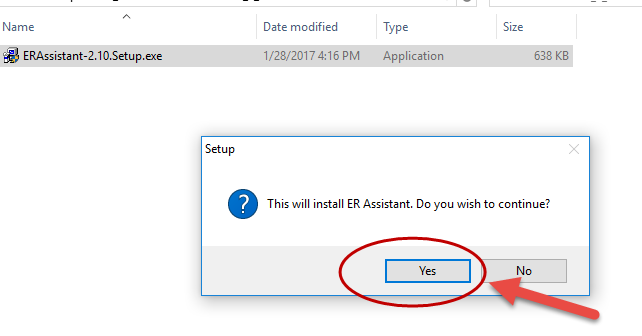 Name Date modified Type Size
ERAssistant-2.10.Setup.exe 1/28/2017 4:16 PM Application 638 KB
Setup
This will install ER Assistant. Do you wish to continue?
Yes No